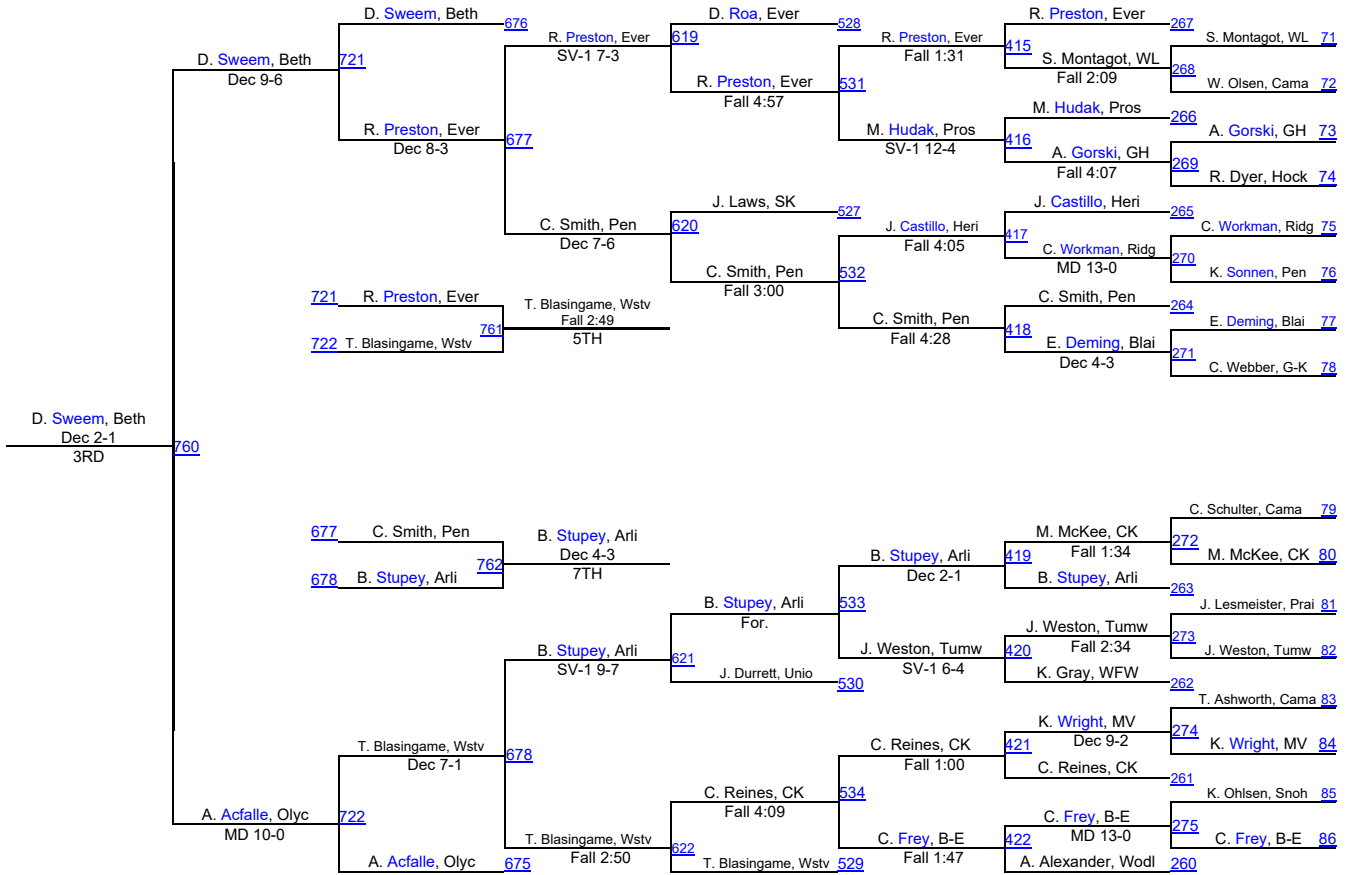 D. Sweem, Beth
676
D. Roa, Ever
528
R. Preston, Ever
267
R. Preston, Ever
SV-1 7-3
619
R. Preston, Ever
Fall 1:31
415
S. Montagot, WL 71
D. Sweem, Beth
Dec 9-6
721
S. Montagot, WL
Fall 2:09
268
R. Preston, Ever
Fall 4:57
531
W. Olsen, Cama 72
M. Hudak, Pros
266
R. Preston, Ever
Dec 8-3
677
M. Hudak, Pros
SV-1 12-4
416
A. Gorski, GH 73
A. Gorski, GH
Fall 4:07
269
R. Dyer, Hock 74
J. Laws, SK
527
J. Castillo, Heri
265
C. Smith, Pen
Dec 7-6
620
J. Castillo, Heri
Fall 4:05
417
C. Workman, Ridg 75
C. Workman, Ridg
MD 13-0
270
C. Smith, Pen
Fall 3:00
532
K. Sonnen, Pen 76
721 R. Preston, Ever
T. Blasingame, Wstv
Fall 2:49
5TH
761
722 T. Blasingame, Wstv
C. Smith, Pen
264
C. Smith, Pen
Fall 4:28
418
E. Deming, Blai 77
E. Deming, Blai
Dec 4-3
271
C. Webber, G-K 78
D. Sweem, Beth
Dec 2-1
3RD
760
C. Schulter, Cama 79
677 C. Smith, Pen
B. Stupey, Arli
Dec 4-3
7TH
762
678 B. Stupey, Arli
M. McKee, CK
Fall 1:34
272
M. McKee, CK 80
B. Stupey, Arli
Dec 2-1
419
B. Stupey, Arli
263
B. Stupey, Arli
For.
533
J. Lesmeister, Prai 81
J. Weston, Tumw
Fall 2:34
273
B. Stupey, Arli
SV-1 9-7
621
J. Weston, Tumw
SV-1 6-4
420
J. Weston, Tumw 82
J. Durrett, Unio
530
K. Gray, WFW
262
T. Ashworth, Cama 83
K. Wright, MV
Dec 9-2
274
T. Blasingame, Wstv
Dec 7-1
678
C. Reines, CK
Fall 1:00
421
K. Wright, MV 84
C. Reines, CK
261
C. Reines, CK
Fall 4:09
534
K. Ohlsen, Snoh 85
A. Acfalle, Olyc
MD 10-0
722
C. Frey, B-E
MD 13-0
275
T. Blasingame, Wstv
Fall 2:50
622
C. Frey, B-E
Fall 1:47
422
C. Frey, B-E 86
A. Acfalle, Olyc
675
T. Blasingame, Wstv
529
A. Alexander, Wodl
260